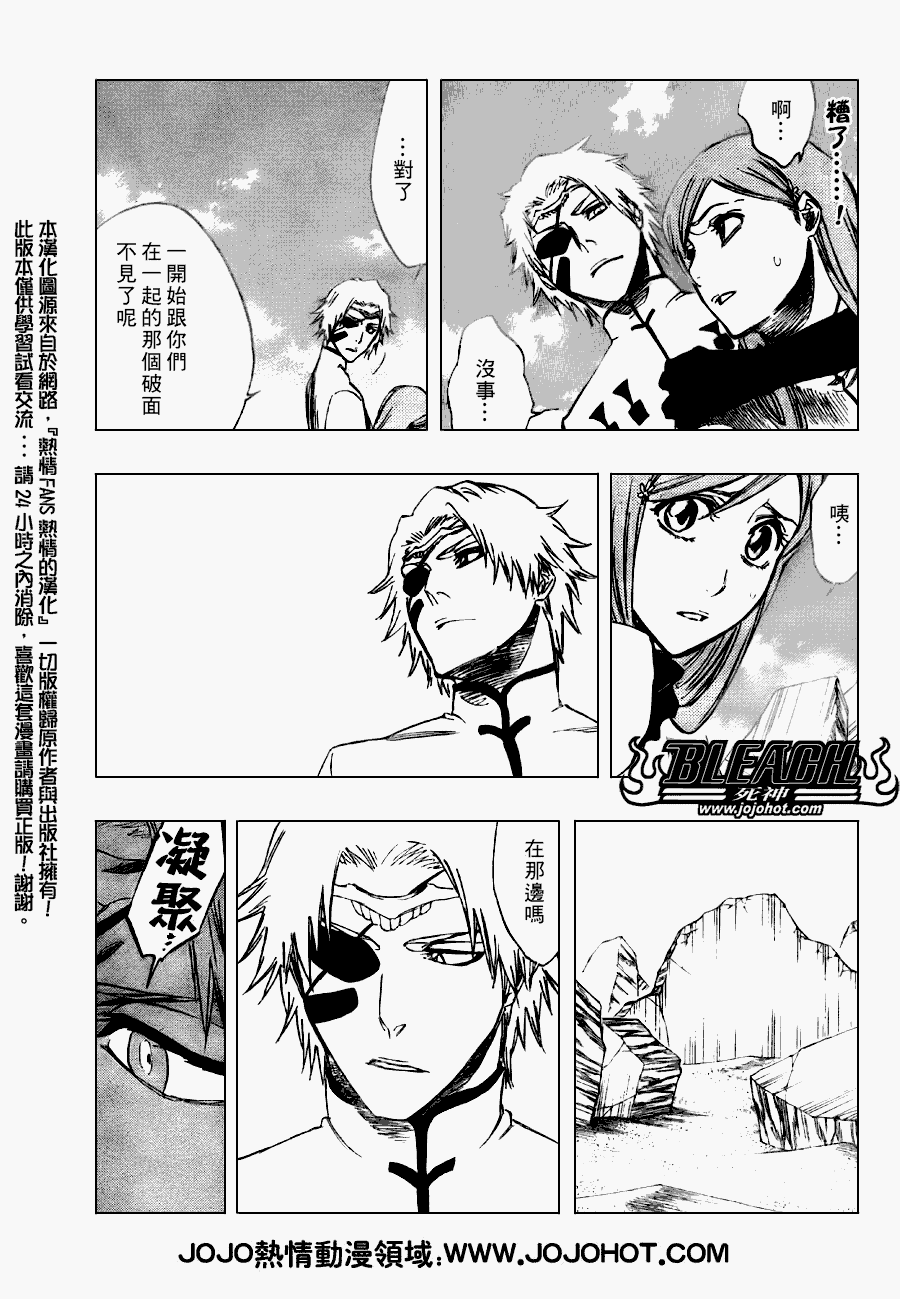 糟了……！
啊…
沒事…
…對了
一開始跟你們
在一起的那個破面
不見了呢
咦…
BLEACH
死神
www.jojohot.com
在那邊嗎
凝聚…
本漢化圖源來自於網路，『熱情FANS 熱情的漢化』一切版權歸原作者與出版社擁有！
此版本僅供學習試看交流… 請 24 小時之內消除，喜歡這套漫畫請購買正版！謝謝。
JOJO熱情動漫領域:WWW.JOJOHOT.COM